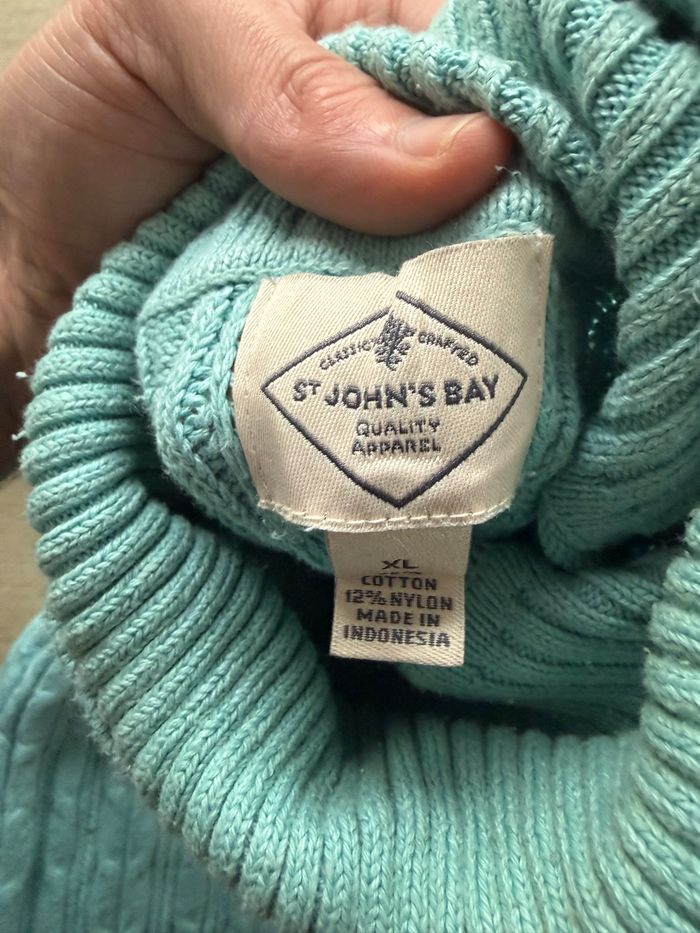 CLASSIC CRAFTED
ST JOHN'S BAY
QUALITY
APPAREL
XL
COTTON
12% NYLON
MADE IN
INDONESIA